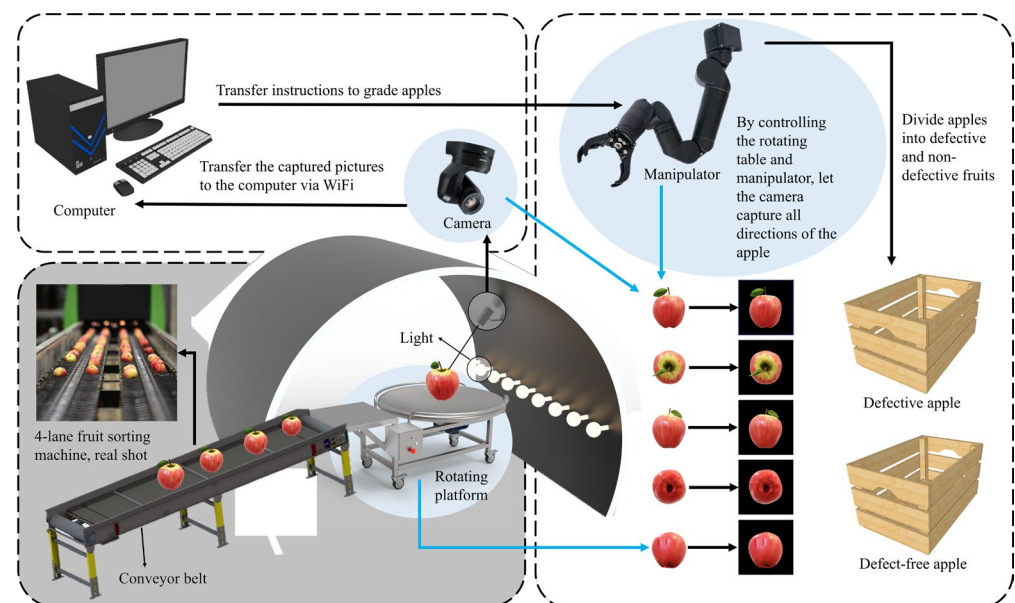 Transfer instructions to grade apples
Transfer the captured pictures
to the computer via WiFi
Computer
Camera
Manipulator
By controlling
the rotating
table and
manipulator, let
the camera
capture all
directions of the
apple
Divide apples
into defective
and non-
defective fruits
Light
4-lane fruit sorting
machine, real shot
Rotating
platform
Conveyor belt
Defective apple
Defect-free apple